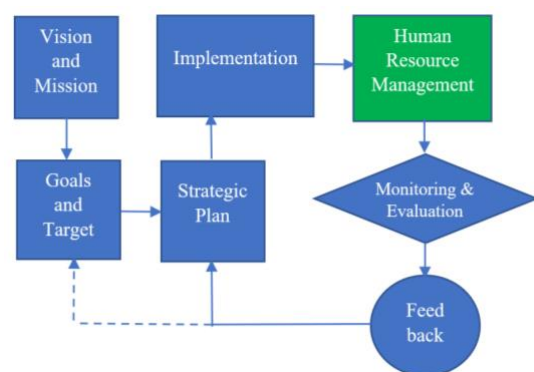 Vision
and
Mission
Implementation
Human
Resource
Management
Goals
and
Target
Strategic
Plan
Monitoring &
Evaluation
Feed
back